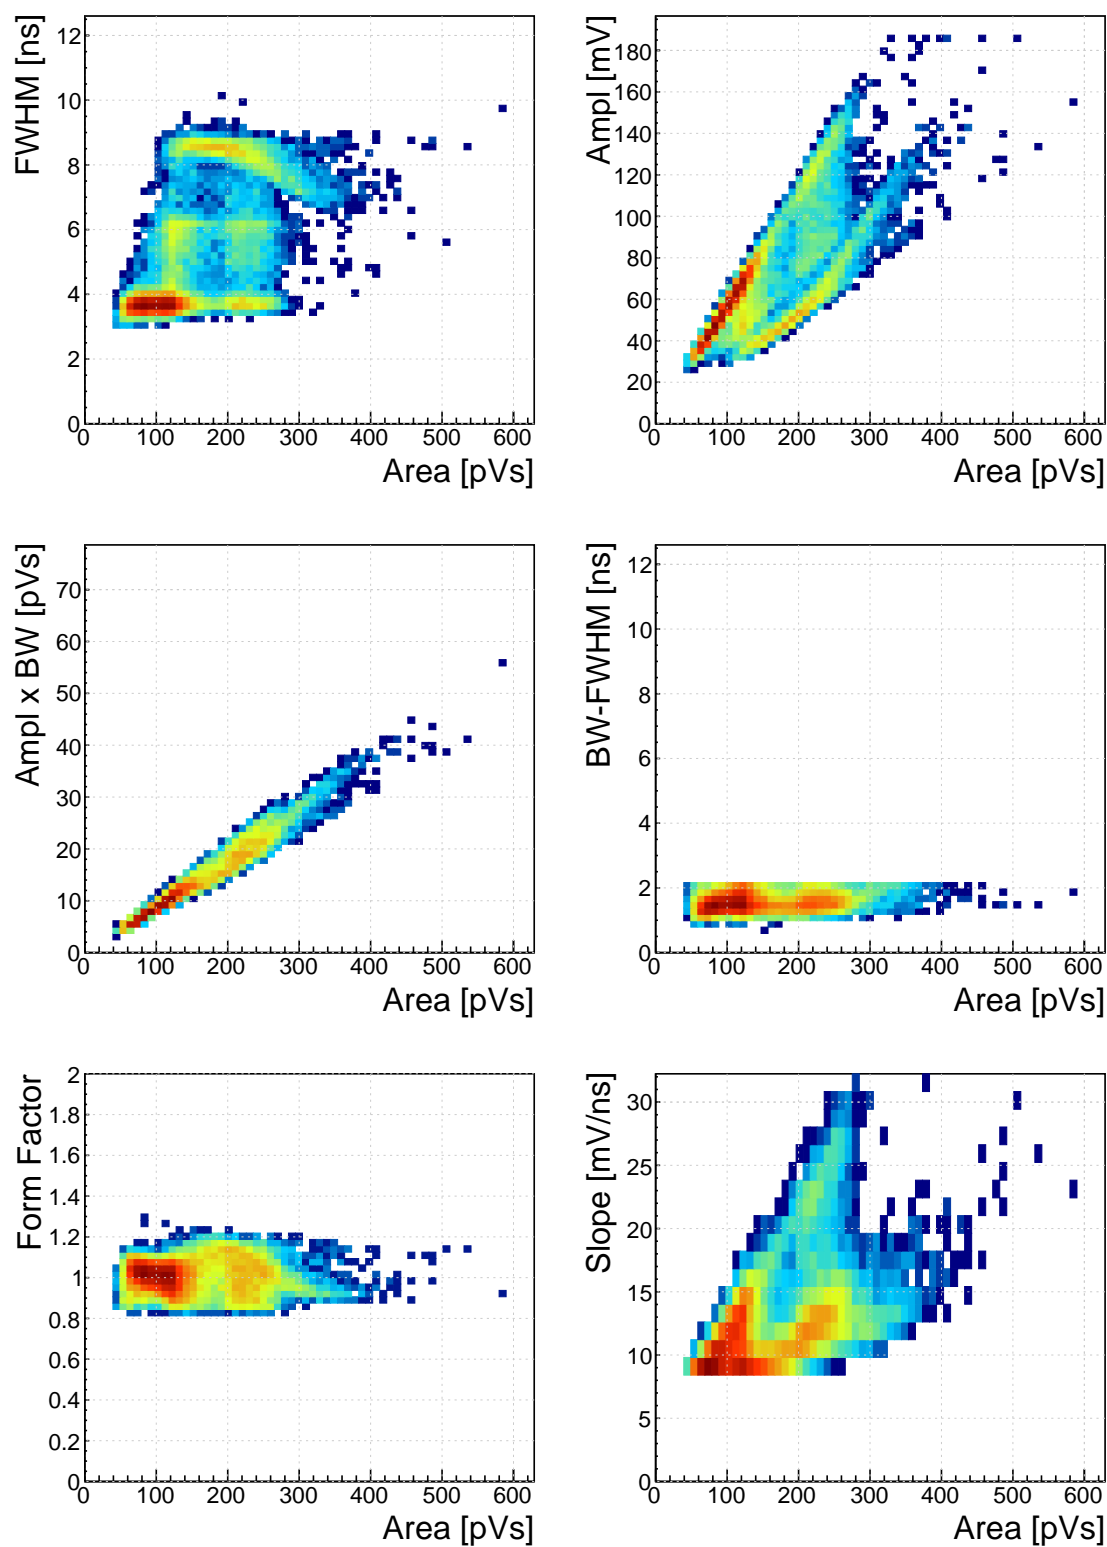 FWHM [ns]
12
10
8
6
4
2
0
0 100 200 300 400 500 600
Area [pVs]
Ampl [mV]
180
160
140
120
100
80
60
40
20
0
0 100 200 300 400 500 600
Area [pVs]
Ampl x BW [pVs]
70
60
50
40
30
20
10
0
0 100 200 300 400 500 600
Area [pVs]
BW-FWHM [ns]
12
10
8
6
4
2
0
0 100 200 300 400 500 600
Area [pVs]
Form Factor
2
1.8
1.6
1.4
1.2
1
0.8
0.6
0.4
0.2
0
0 100 200 300 400 500 600
Area [pVs]
Slope [mV/ns]
30
25
20
15
10
5
0
0 100 200 300 400 500 600
Area [pVs]